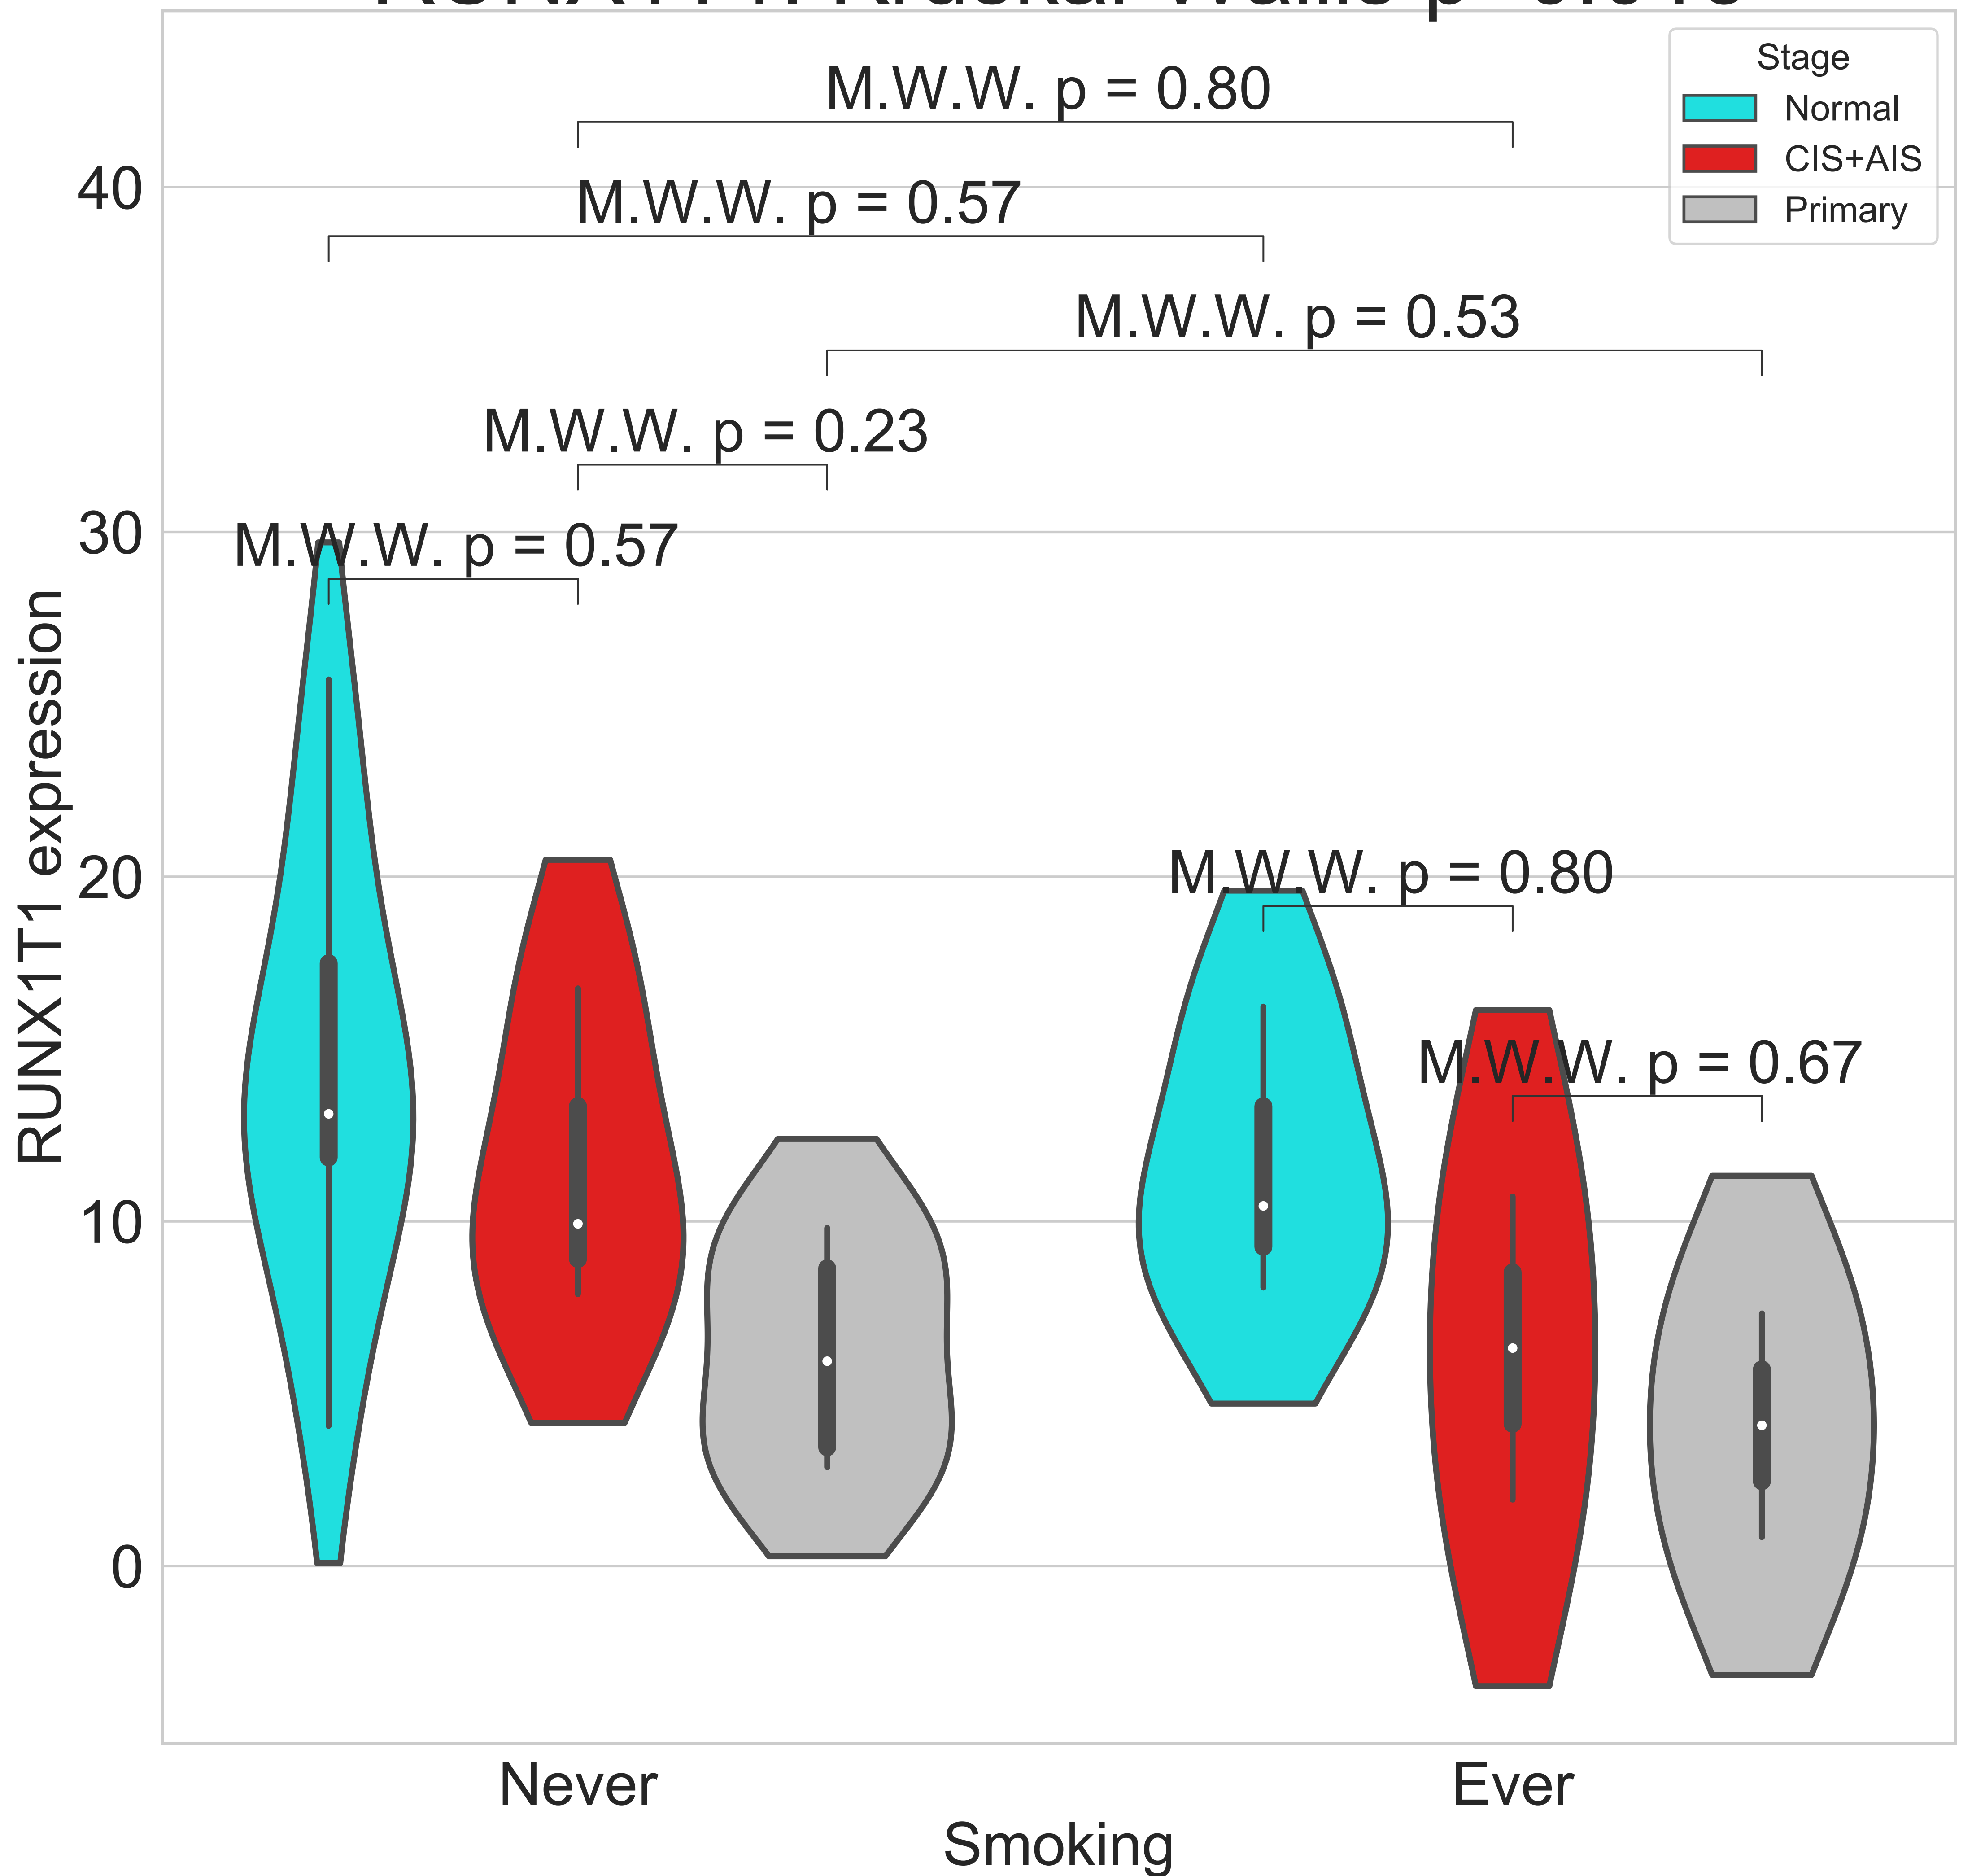 Stage
Normal
CIS+AIS
Primary
M.W.W. p = 0.80
M.W.W. p = 0.57
M.W.W. p = 0.53
M.W.W. p = 0.23
M.W.W. p = 0.57
M.W.W. p = 0.80
M.W.W. p = 0.67
40
30
20
10
0
RUNX1T1 expression
Never
Ever
Smoking